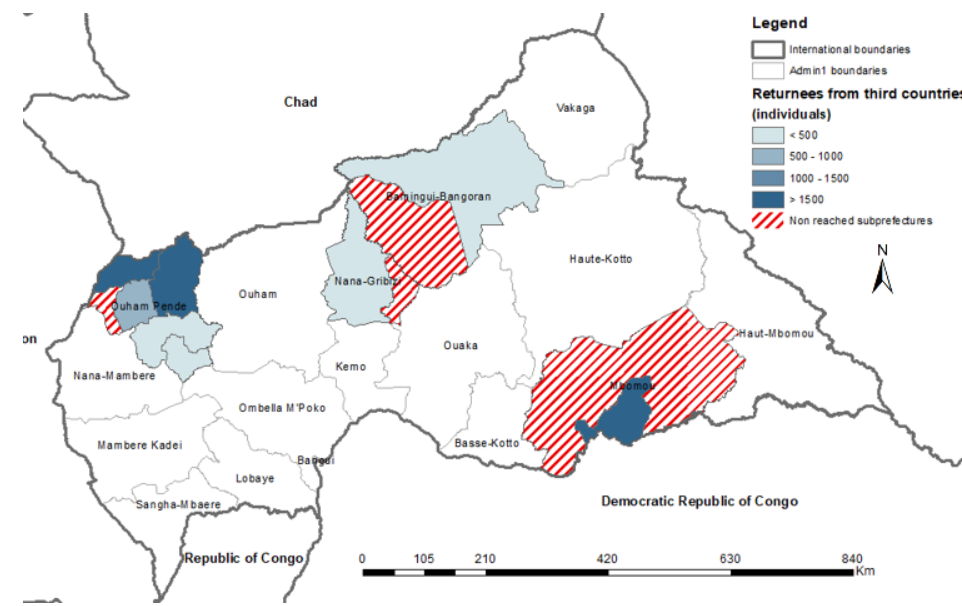 Legend
International boundaries
Admin1 boundaries
Returnees from third countries
(individuals)
< 500
500 - 1000
1000 - 1500
> 1500
Non reached subprefectures
N
Chad
Vakaga
Bamingui-Bangoran
Haute-Kotto
Ouham
Nana-Gribizi
Ouham Pende
on
Haut-Mbomou
Ouaka
Kemo
Nana-Mambere
Mbomou
Ombella M'Poko
Basse-Kotto
Mambere Kadei
Bangui
Lobaye
Sangha-Mbaere
Democratic Republic of Congo
Republic of Congo
0 105 210 420 630 840
Km